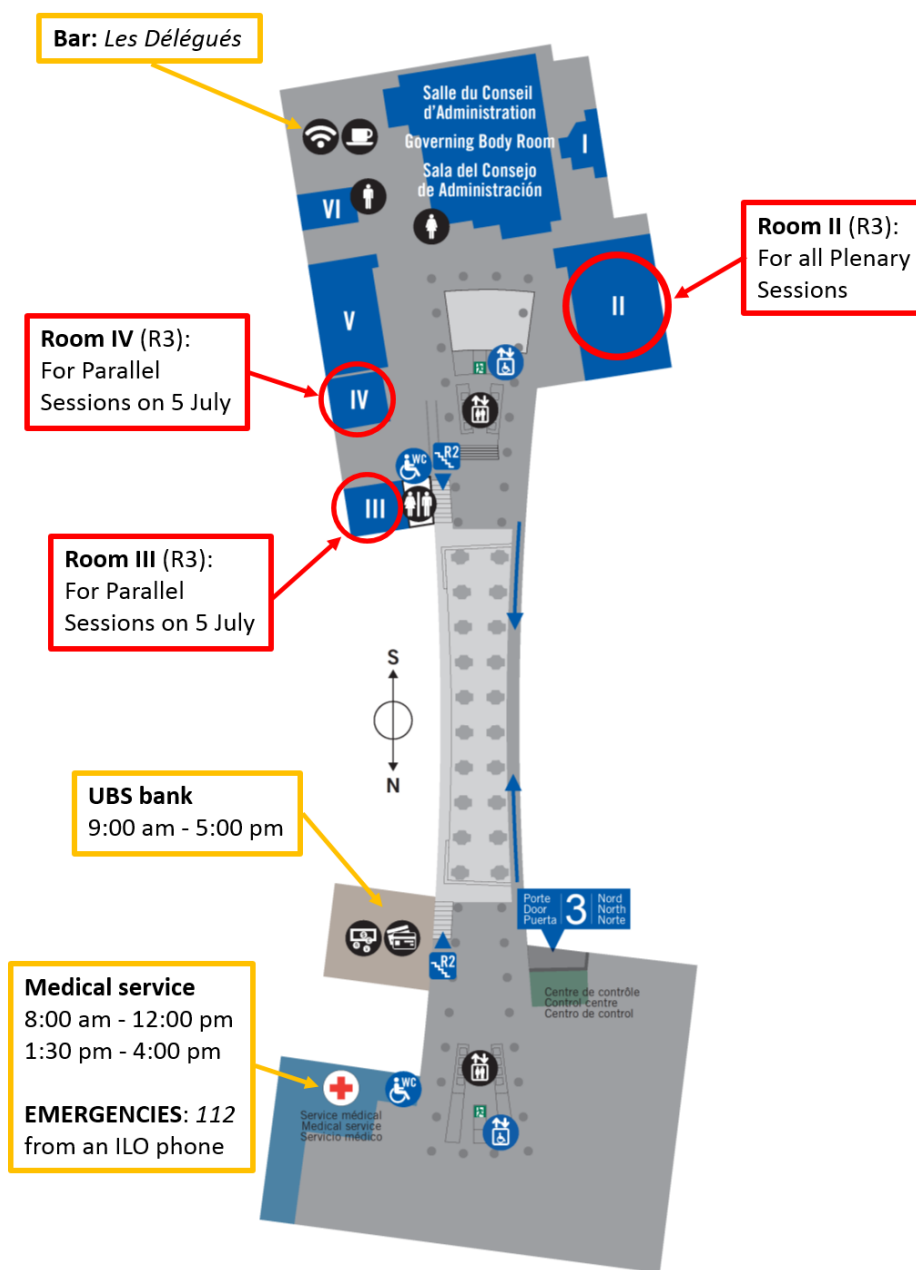 Bar: Les Délégués
Salle du Conseil
d'Administration
Governing Body Room
Sala del Consejo
de Administración
I
VI
Room II (R3):
For all Plenary
Sessions
II
V
Room IV (R3):
For Parallel
Sessions on 5 July
IV
WC
R2
III
Room III (R3):
For Parallel
Sessions on 5 July
S
N
UBS bank
9:00 am - 5:00 pm
Porte
Door
Puerta
3
Nord
North
Norte
R2
Centre de contrôle
Control centre
Centro de control
Medical service
8:00 am - 12:00 pm
1:30 pm - 4:00 pm
EMERGENCIES: 112
from an ILO phone
WC
Service médical
Medical service
Servicio médico